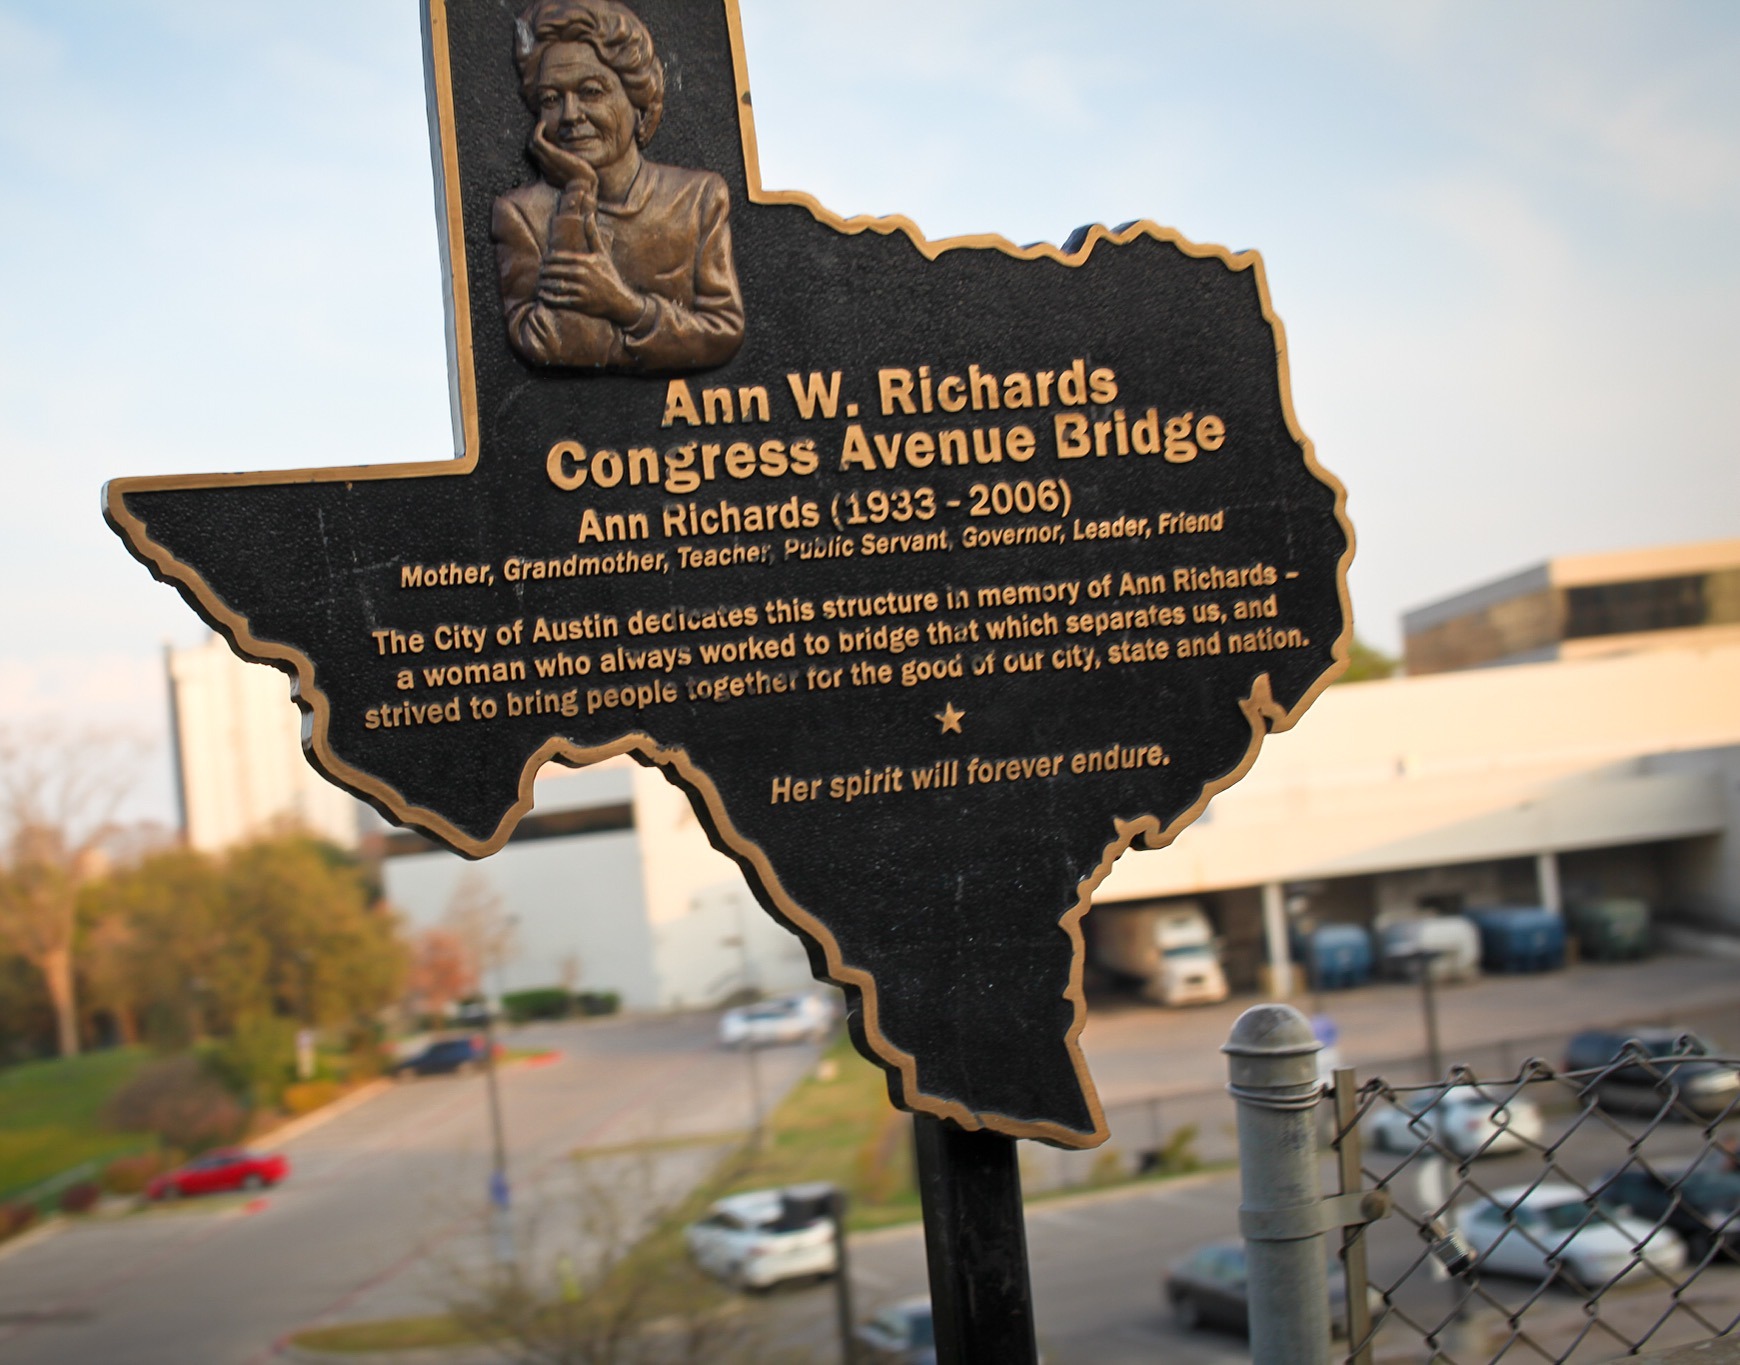 Ann W. Richards
Congress Avenue Bridge
Ann Richards (1933 - 2006)
Mother, Grandmother, Teacher, Public Servant, Governor, Leader, Friend
The City of Austin dedicates this structure in memory of Ann Richards –
a woman who always worked to bridge that which separates us, and
strived to bring people together for the good of our city, state and nation.
Her spirit will forever endure.